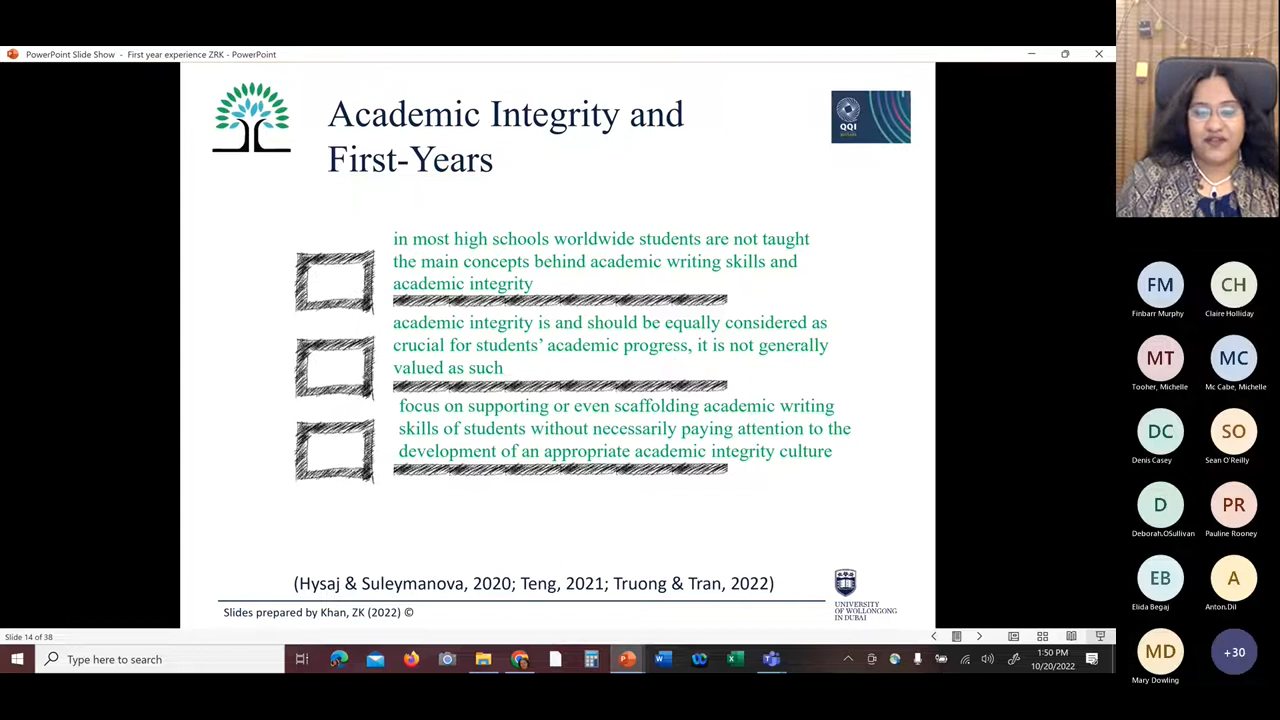 PowerPoint Slide Show - First year experience ZRK - PowerPoint
Academic Integrity and
First-Years
QQI
in most high schools worldwide students are not taught
the main concepts behind academic writing skills and
academic integrity
academic integrity is and should be equally considered as
crucial for students’ academic progress, it is not generally
valued as such
focus on supporting or even scaffolding academic writing
skills of students without necessarily paying attention to the
development of an appropriate academic integrity culture
(Hysaj & Suleymanova, 2020; Teng, 2021; Truong & Tran, 2022)
Slides prepared by Khan, ZK (2022) ©
UNIVERSITY
OF WOLLONGONG
IN DUBAI
Slide 14 of 38
Type here to search
1:50 PM
10/20/2022
FM
Finbarr Murphy
CH
Claire Holliday
MT
Tooher, Michelle
MC
Mc Cabe, Michelle
DC
Denis Casey
SO
Sean O'Reilly
D
Deborah.OSullivan
PR
Pauline Rooney
EB
Elida Begaj
A
Anton.Dil
MD
Mary Dowling
+30